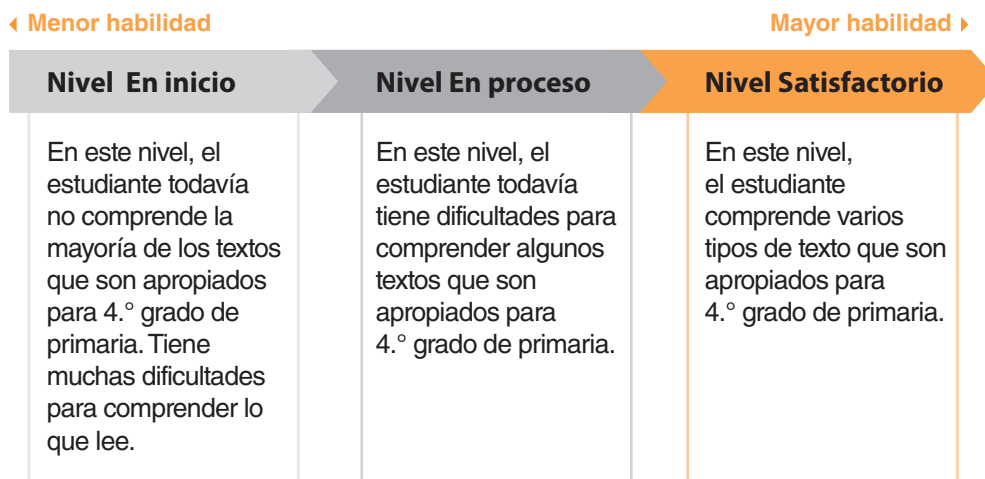 Menor habilidad
Mayor habilidad
Nivel En inicio
En este nivel, el
estudiante todavía
no comprende la
mayoría de los textos
que son apropiados
para 4.° grado de
primaria. Tiene
muchas dificultades
para comprender lo
que lee.
Nivel En proceso
En este nivel, el
estudiante todavía
tiene dificultades para
comprender algunos
textos que son
apropiados para
4.° grado de primaria.
Nivel Satisfactorio
En este nivel,
el estudiante
comprende varios
tipos de texto que son
apropiados para
4.° grado de primaria.